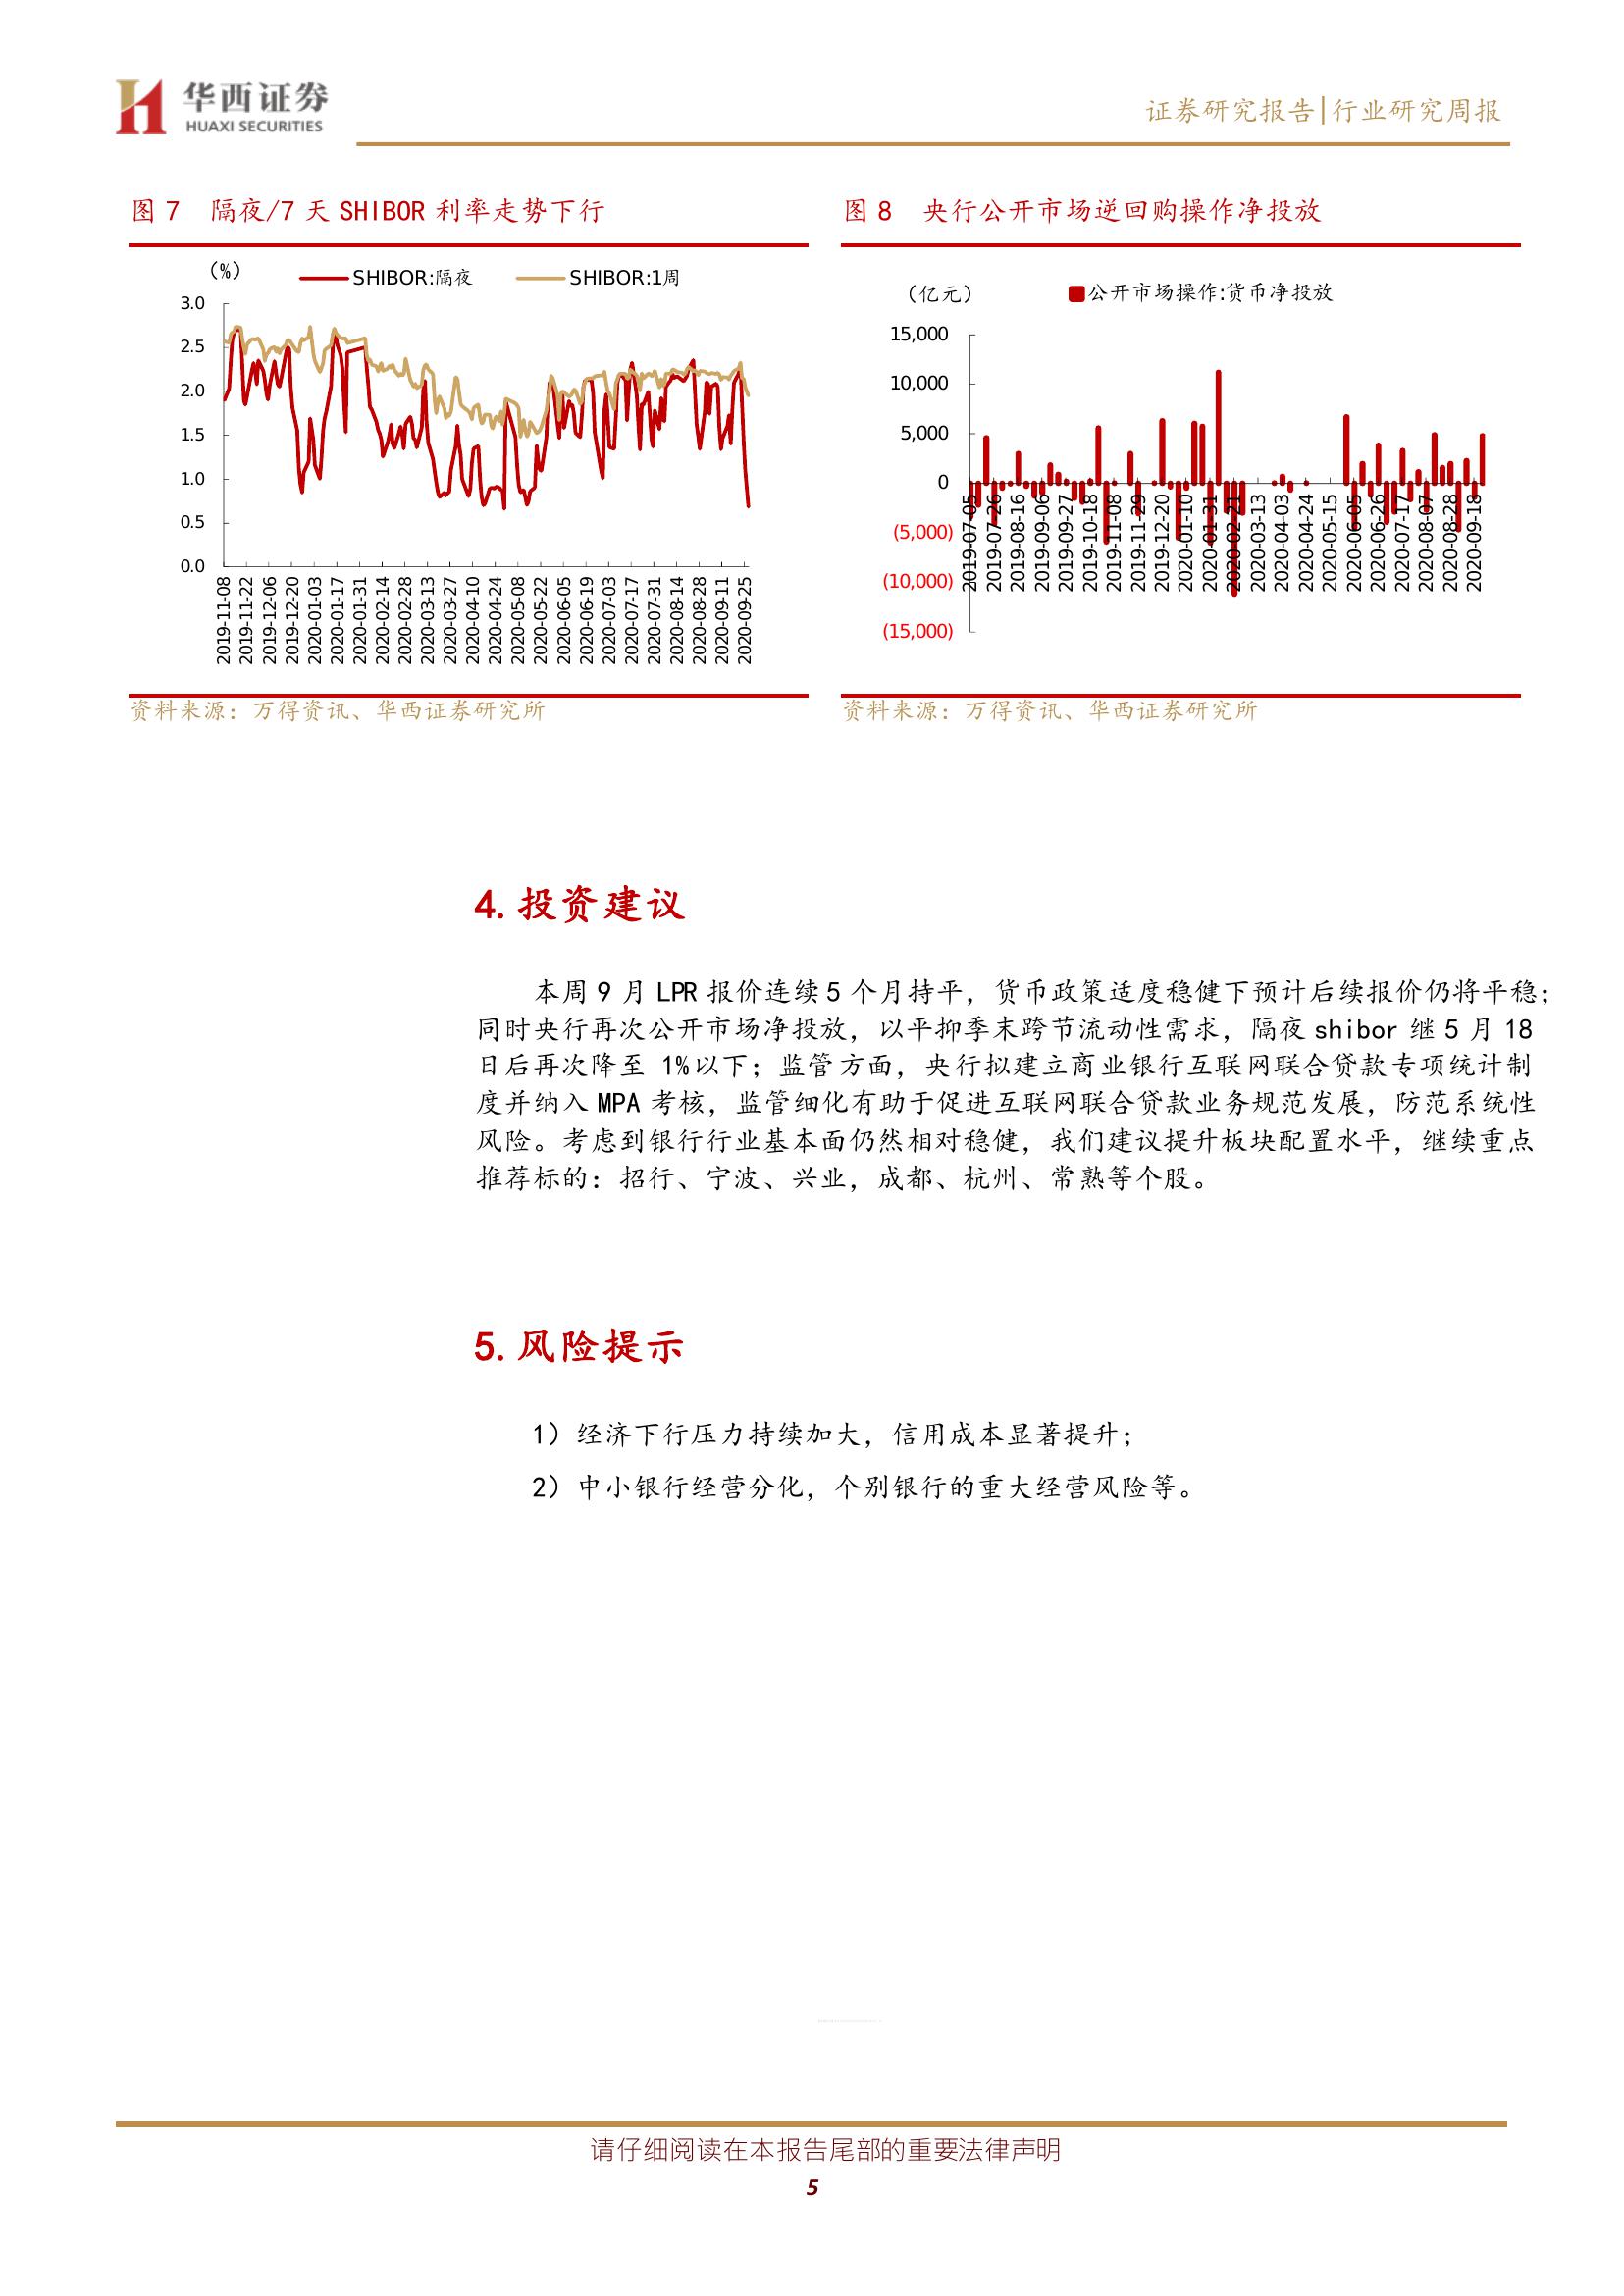 华西证券
HUAXI SECURITIES
证券研究报告|行业研究周报
图 7 隔夜/7 天 SHIBOR 利率走势下行
(%)
SHIBOR:隔夜
SHIBOR:1周
3.0
2.5
2.0
1.5
1.0
0.5
0.0
2019-11-08
2019-11-22
2019-12-06
2019-12-20
2020-01-03
2020-01-17
2020-01-31
2020-02-14
2020-02-28
2020-03-13
2020-03-27
2020-04-10
2020-04-24
2020-05-08
2020-05-22
2020-06-05
2020-06-19
2020-07-03
2020-07-17
2020-07-31
2020-08-14
2020-08-28
2020-09-11
2020-09-25
资料来源：万得资讯、华西证券研究所
图 8 央行公开市场逆回购操作净投放
（亿元）
公开市场操作:货币净投放
15,000
10,000
5,000
0
(5,000)
(10,000)
(15,000)
2019-07-05
2019-07-26
2019-08-16
2019-09-06
2019-09-27
2019-10-18
2019-11-08
2019-11-29
2019-12-20
2020-01-10
2020-01-31
2020-02-21
2020-03-13
2020-04-03
2020-04-24
2020-05-15
2020-06-05
2020-06-26
2020-07-17
2020-08-07
2020-08-28
2020-09-18
资料来源：万得资讯、华西证券研究所
4.投资建议
本周 9 月 LPR 报价连续 5 个月持平，货币政策适度稳健下预计后续报价仍将平稳；
同时央行再次公开市场净投放，以平抑季末跨节流动性需求，隔夜 shibor 继 5 月 18
日后再次降至 1%以下；监管方面，央行拟建立商业银行互联网联合贷款专项统计制
度并纳入 MPA 考核，监管细化有助于促进互联网联合贷款业务规范发展，防范系统性
风险。考虑到银行行业基本面仍然相对稳健，我们建议提升板块配置水平，继续重点
推荐标的：招行、宁波、兴业，成都、杭州、常熟等个股。
5.风险提示
1）经济下行压力持续加大，信用成本显著提升；
2）中小银行经营分化，个别银行的重大经营风险等。
请仔细阅读在本报告尾部的重要法律声明
5